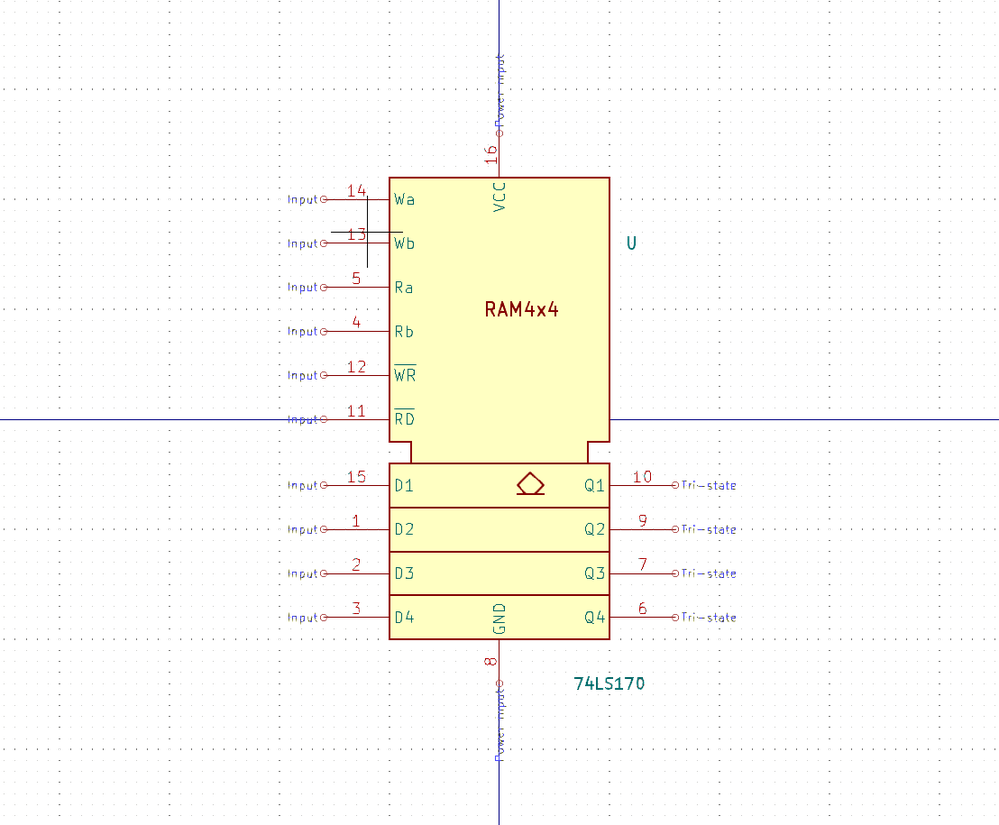 Power input
16
VCC
Input 14 Wa
U
Input 13 Wb
Input 5 Ra
RAM4x4
Input 4 Rb
Input 12 WR
Input 11 RD
Input 15 D1 Q1 10 Tri-state
Input 1 D2 Q2 9 Tri-state
Input 2 D3 Q3 7 Tri-state
Input 3 D4 Q4 6 Tri-state
GND
8
74LS170
Power input